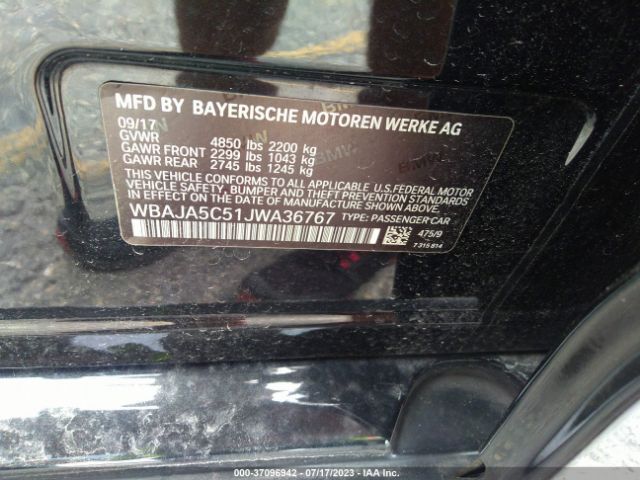 MFD BY BAYERISCHE MOTOREN WERKE AG
09/17
GVWR 4850 lbs 2200 kg
GAWR FRONT 2299 lbs 1043 kg
GAWR REAR 2745 lbs 1245 kg
THIS VEHICLE CONFORMS TO ALL APPLICABLE U.S.FEDERAL MOTOR
VEHICLE SAFETY, BUMPER AND THEFT PREVENTION STANDARDS IN
EFFECT ON THE DATE OF MANUFACTURE SHOWN ABOVE.
WBAJA5C51JWA36767 TYPE: PASSENGER CAR
475/9
7 315 814
000-37096942 - 07/17/2023 - IAA Inc.